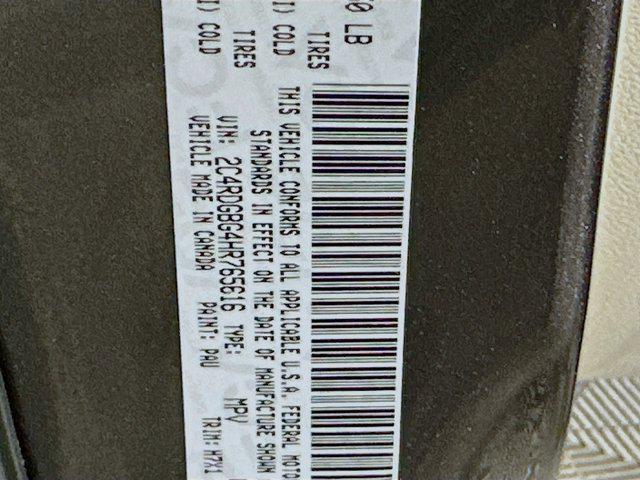 0 LB
TIRES
I) COLD
TIRES
I) COLD
THIS VEHICLE CONFORMS TO ALL APPLICABLE U.S.A. FEDERAL MOTO
STANDARDS IN EFFECT ON THE DATE OF MANUFACTURE SHOWN
VIN: 2C4RDGBG4HR765616 TYPE: MPV
VEHICLE MADE IN CANADA PAINT: PAU TRIM: H7X1